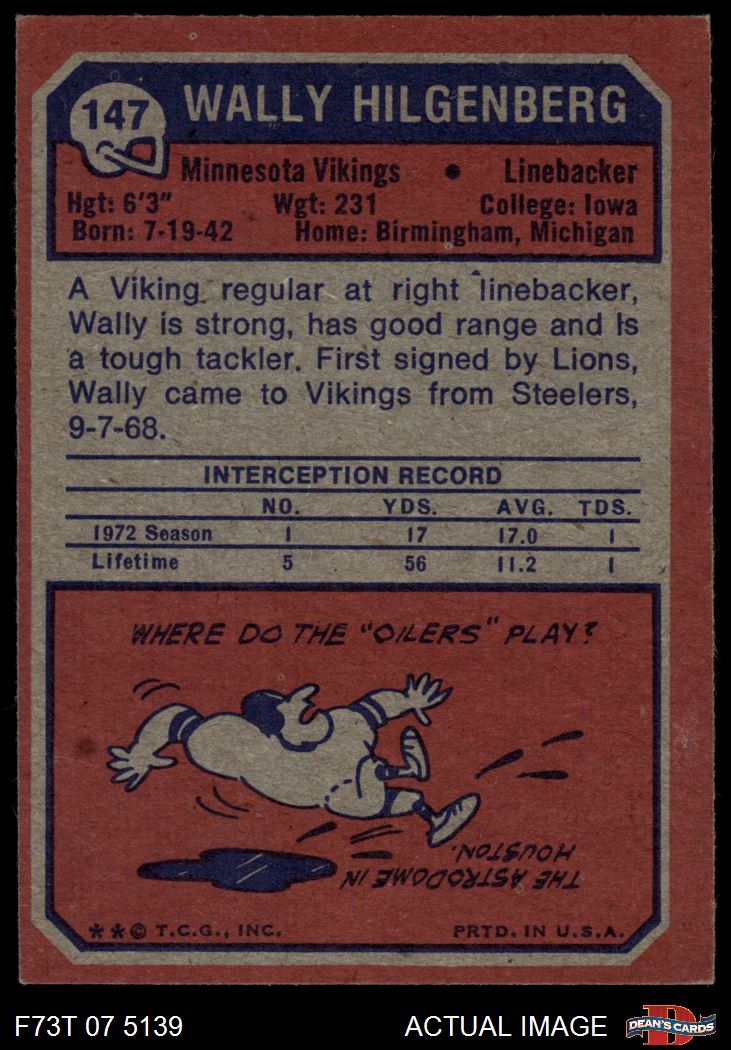 147
WALLY HILGENBERG
Minnesota Vikings • Linebacker
Hgt: 6'3" Wgt: 231 College: Iowa
Born: 7-19-42 Home: Birmingham, Michigan
A Viking regular at right linebacker,
Wally is strong, has good range and Is
a tough tackler. First signed by Lions,
Wally came to Vikings from Steelers,
9-7-68.
INTERCEPTION RECORD
NO. YDS. AVG. TDS.
1972 Season 1 17 17.0 1
Lifetime 5 56 11.2 1
WHERE DO THE "OILERS" PLAY?
THE ASTRODOME IN
HOUSTON.
**© T.C.G., INC. PRTD. IN U.S.A.
F73T 07 5139 ACTUAL IMAGE
D
DEAN'S CARDS